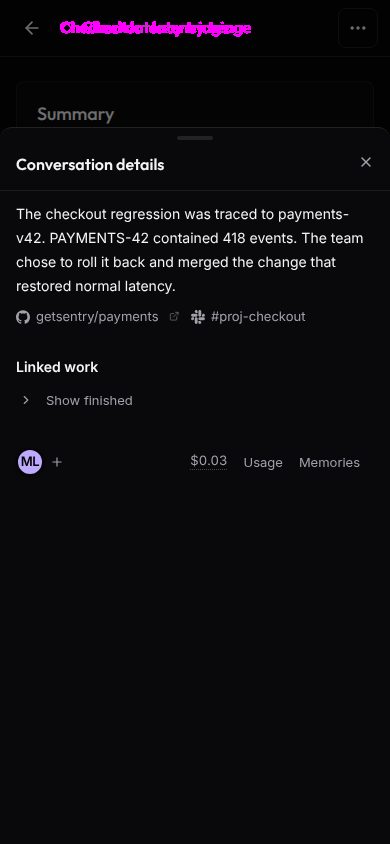 Summary
Conversation details
The checkout regression was traced to payments-
v42. PAYMENTS-42 contained 418 events. The team
chose to roll it back and merged the change that
restored normal latency.
getsentry/payments #proj-checkout
Linked work
Show finished
ML + $0.03 Usage Memories